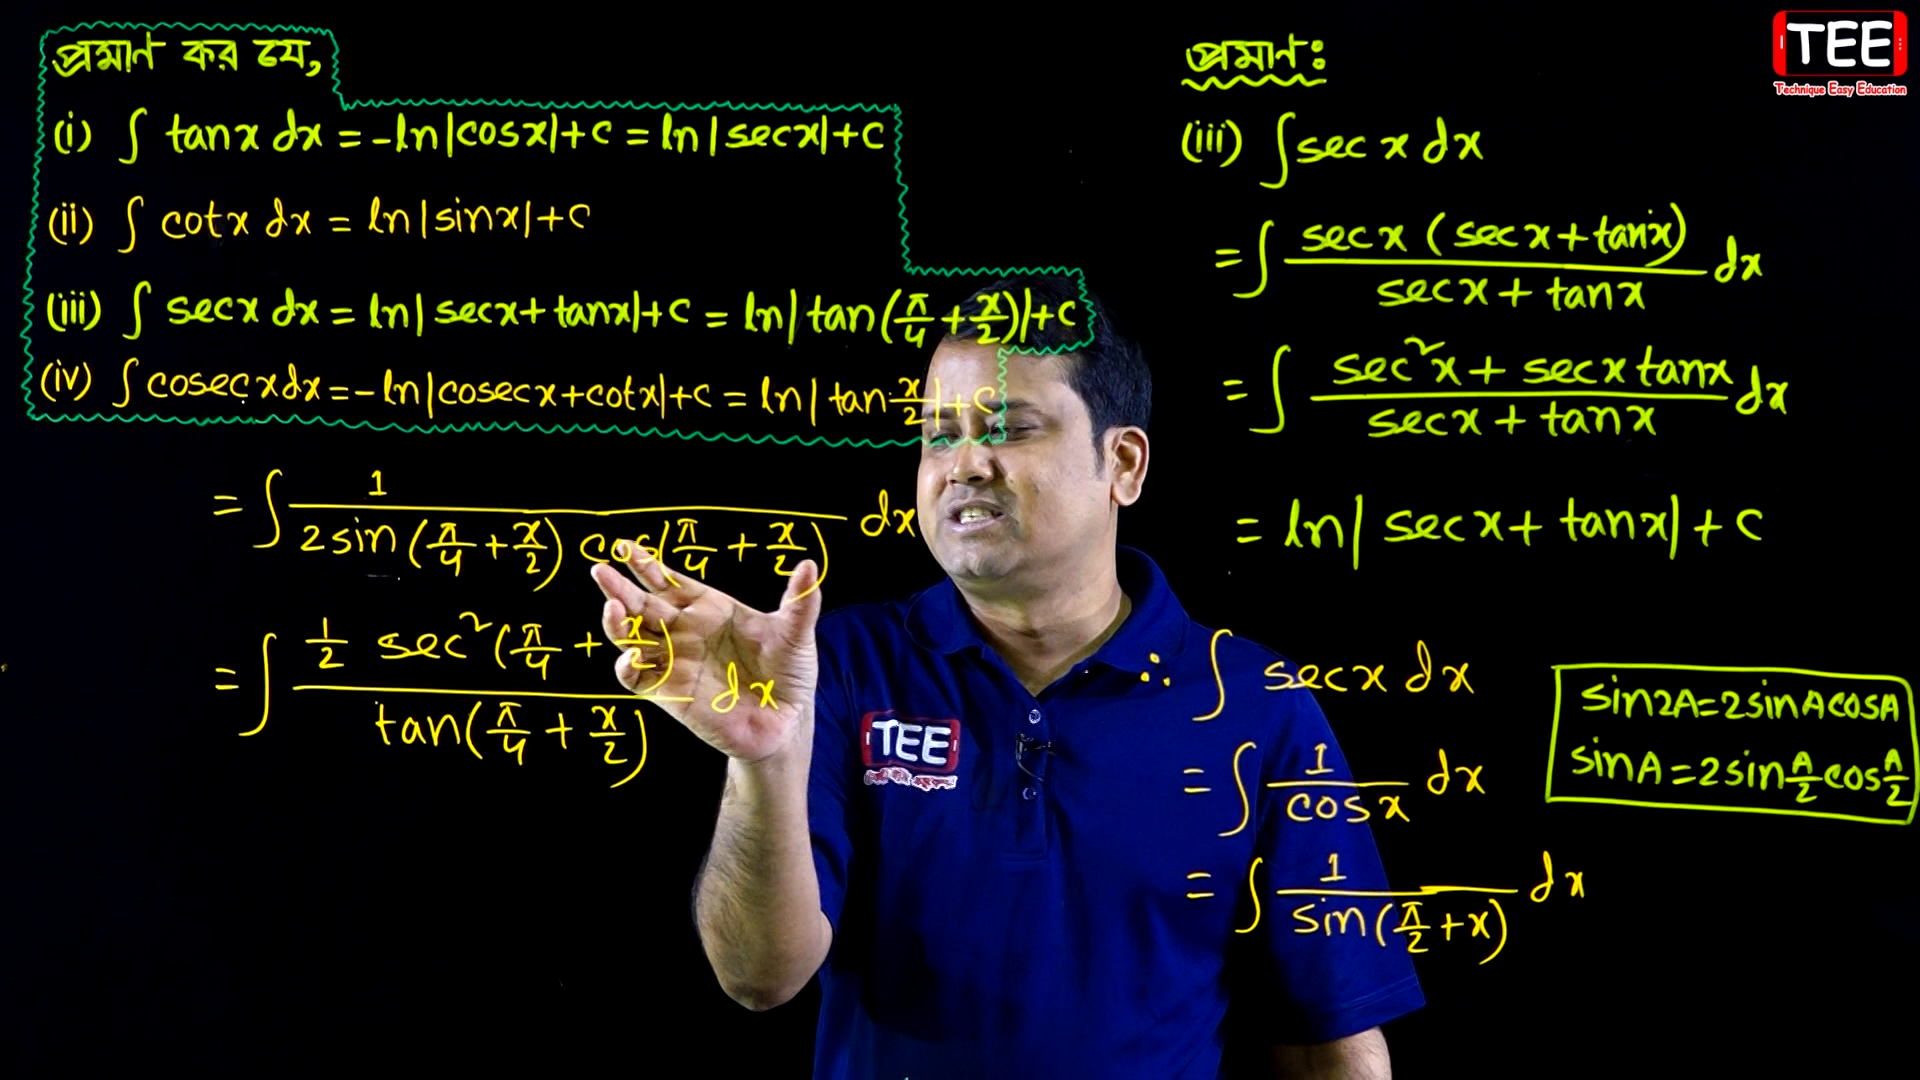 প্রমাণ কর যে,
(i) ∫ tanx dx = -ln|cosx|+c = ln|secx|+c
(ii) ∫ cotx dx = ln|sinx|+c
(iii) ∫ secx dx = ln|secx+tanx|+c = ln|tan(π/4+x/2)|+c
(iv) ∫ cosecx dx = -ln|cosecx+cotx|+c = ln|tan x/2|+c
= ∫ 1/(2sin(π/4+x/2) cos(π/4+x/2)) dx
= ∫ (1/2 sec²(π/4+x/2))/(tan(π/4+x/2)) dx
প্রমাণঃ
(iii) ∫ sec x dx
= ∫ (secx (secx+tanx))/(secx+tanx) dx
= ∫ (sec²x+secx tanx)/(secx+tanx) dx
= ln|secx+tanx|+c
∴ ∫ secx dx
= ∫ 1/cosx dx
= ∫ 1/sin(π/2+x) dx
sin2A=2sinAcosA
sinA=2sin A/2 cos A/2
TEE
Technique Easy Education
TEE